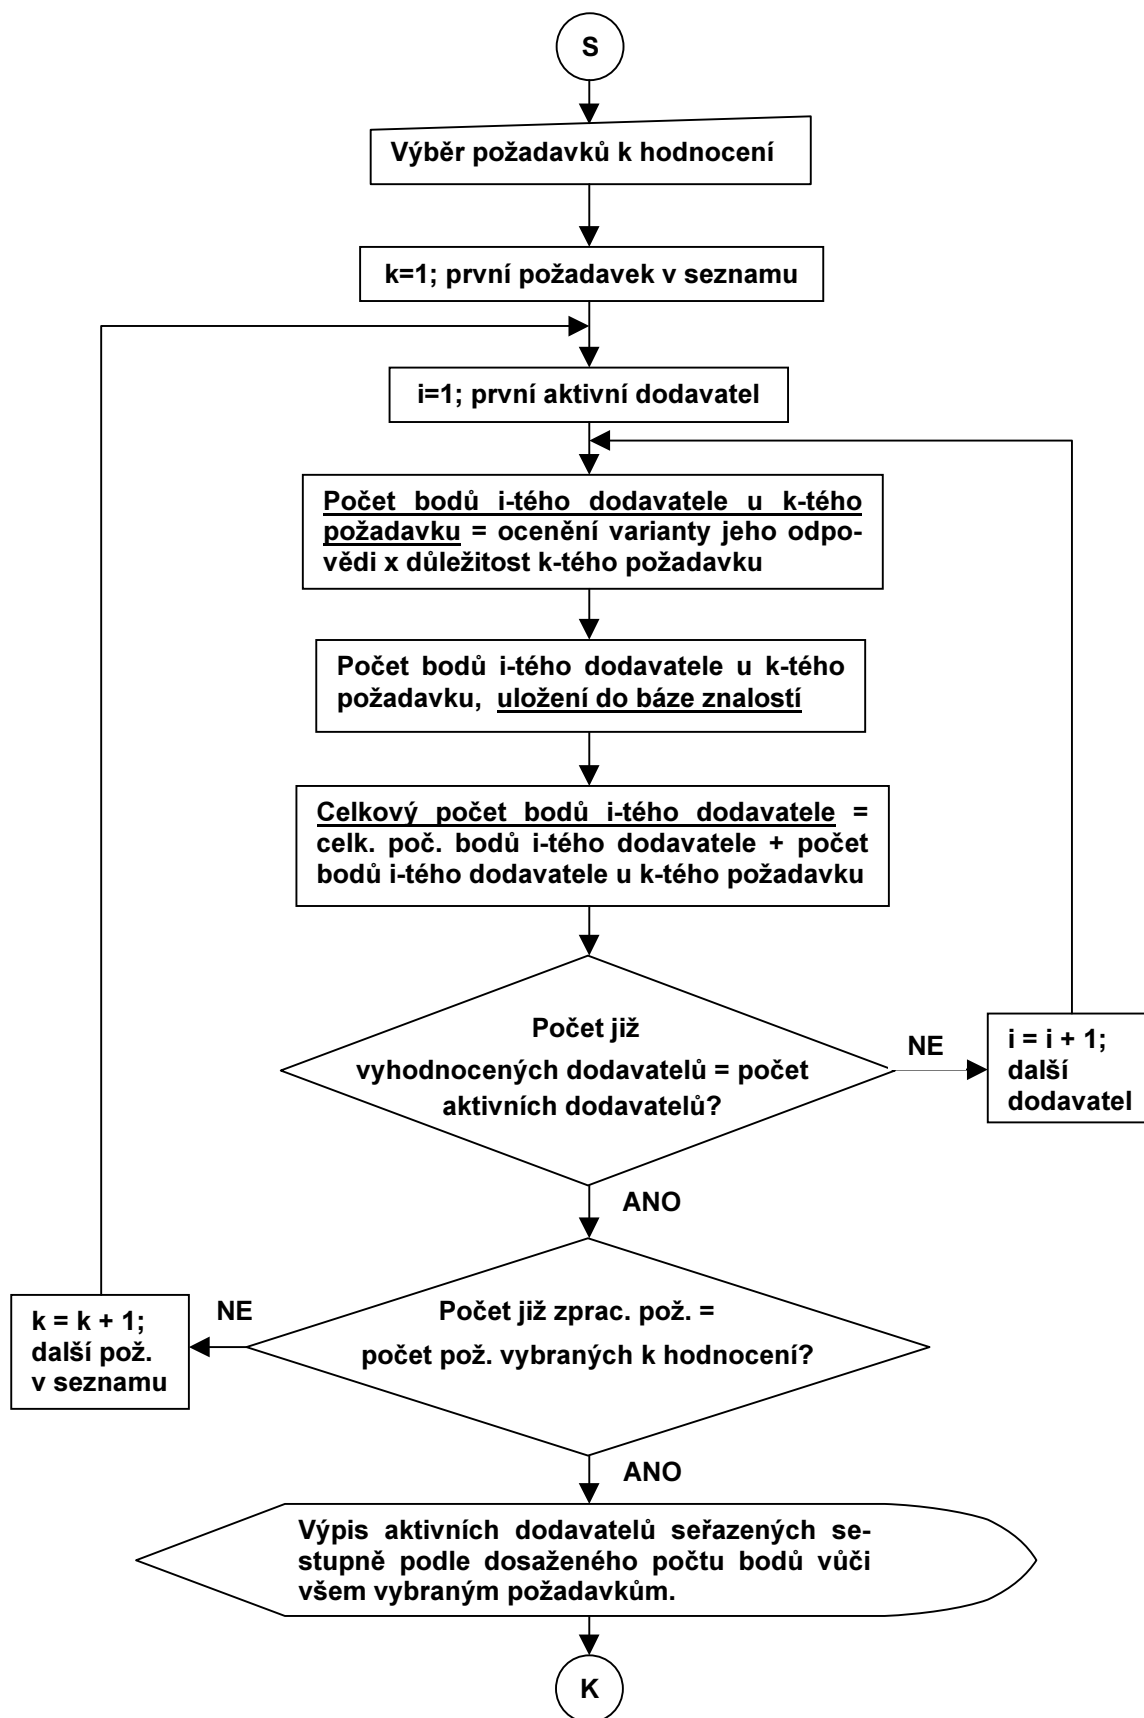 S
Výběr požadavků k hodnocení
k=1; první požadavek v seznamu
i=1; první aktivní dodavatel
Počet bodů i-tého dodavatele u k-tého
požadavku = ocenění varianty jeho odpo-
vědi x důležitost k-tého požadavku
Počet bodů i-tého dodavatele u k-tého
požadavku, uložení do báze znalostí
Celkový počet bodů i-tého dodavatele =
celk. poč. bodů i-tého dodavatele + počet
bodů i-tého dodavatele u k-tého požadavku
Počet již
vyhodnocených dodavatelů = počet
aktivních dodavatelů?
NE
i = i + 1;
další
dodavatel
ANO
Počet již zprac. pož. =
počet pož. vybraných k hodnocení?
NE
k = k + 1;
další pož.
v seznamu
ANO
Výpis aktivních dodavatelů seřazených se-
stupně podle dosaženého počtu bodů vůči
všem vybraným požadavkům.
K